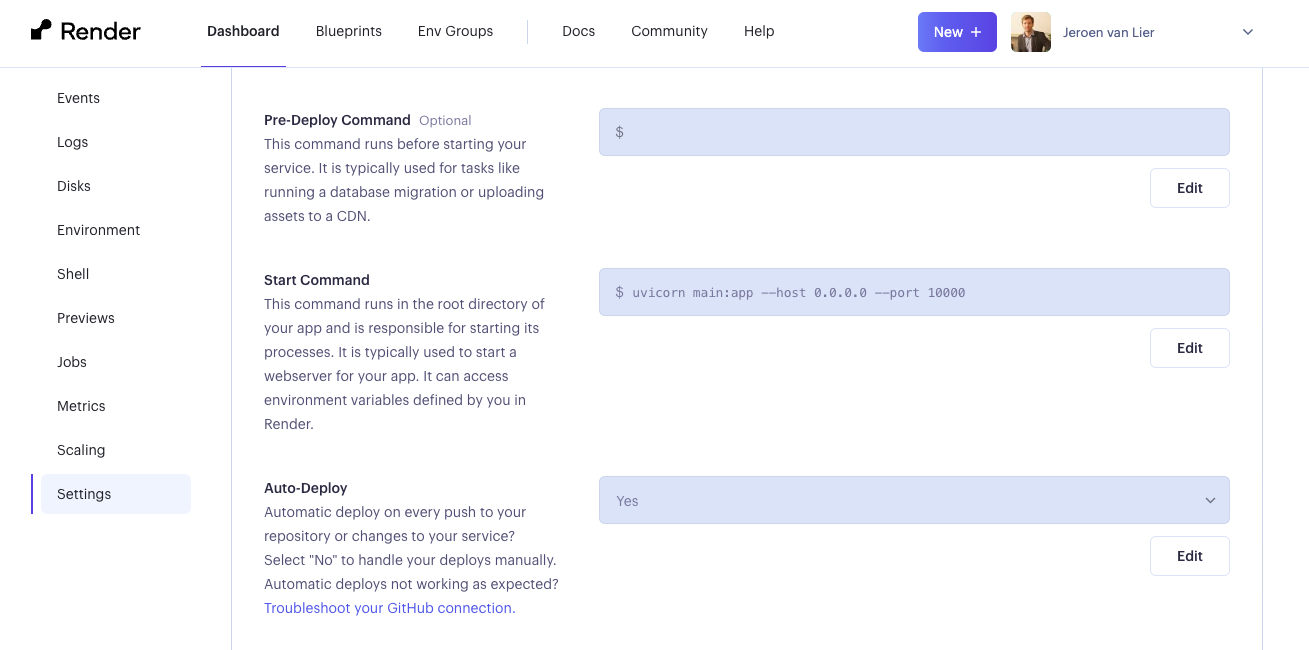 Render
Dashboard
Blueprints
Env Groups
Docs
Community
Help
New +
Jeroen van Lier
Events
Logs
Disks
Environment
Shell
Previews
Jobs
Metrics
Scaling
Settings
Pre-Deploy Command Optional
This command runs before starting your
service. It is typically used for tasks like
running a database migration or uploading
assets to a CDN.
$
Edit
Start Command
This command runs in the root directory of
your app and is responsible for starting its
processes. It is typically used to start a
webserver for your app. It can access
environment variables defined by you in
Render.
$ uvicorn main:app --host 0.0.0.0 --port 10000
Edit
Auto-Deploy
Automatic deploy on every push to your
repository or changes to your service?
Select "No" to handle your deploys manually.
Automatic deploys not working as expected?
Troubleshoot your GitHub connection.
Yes
Edit